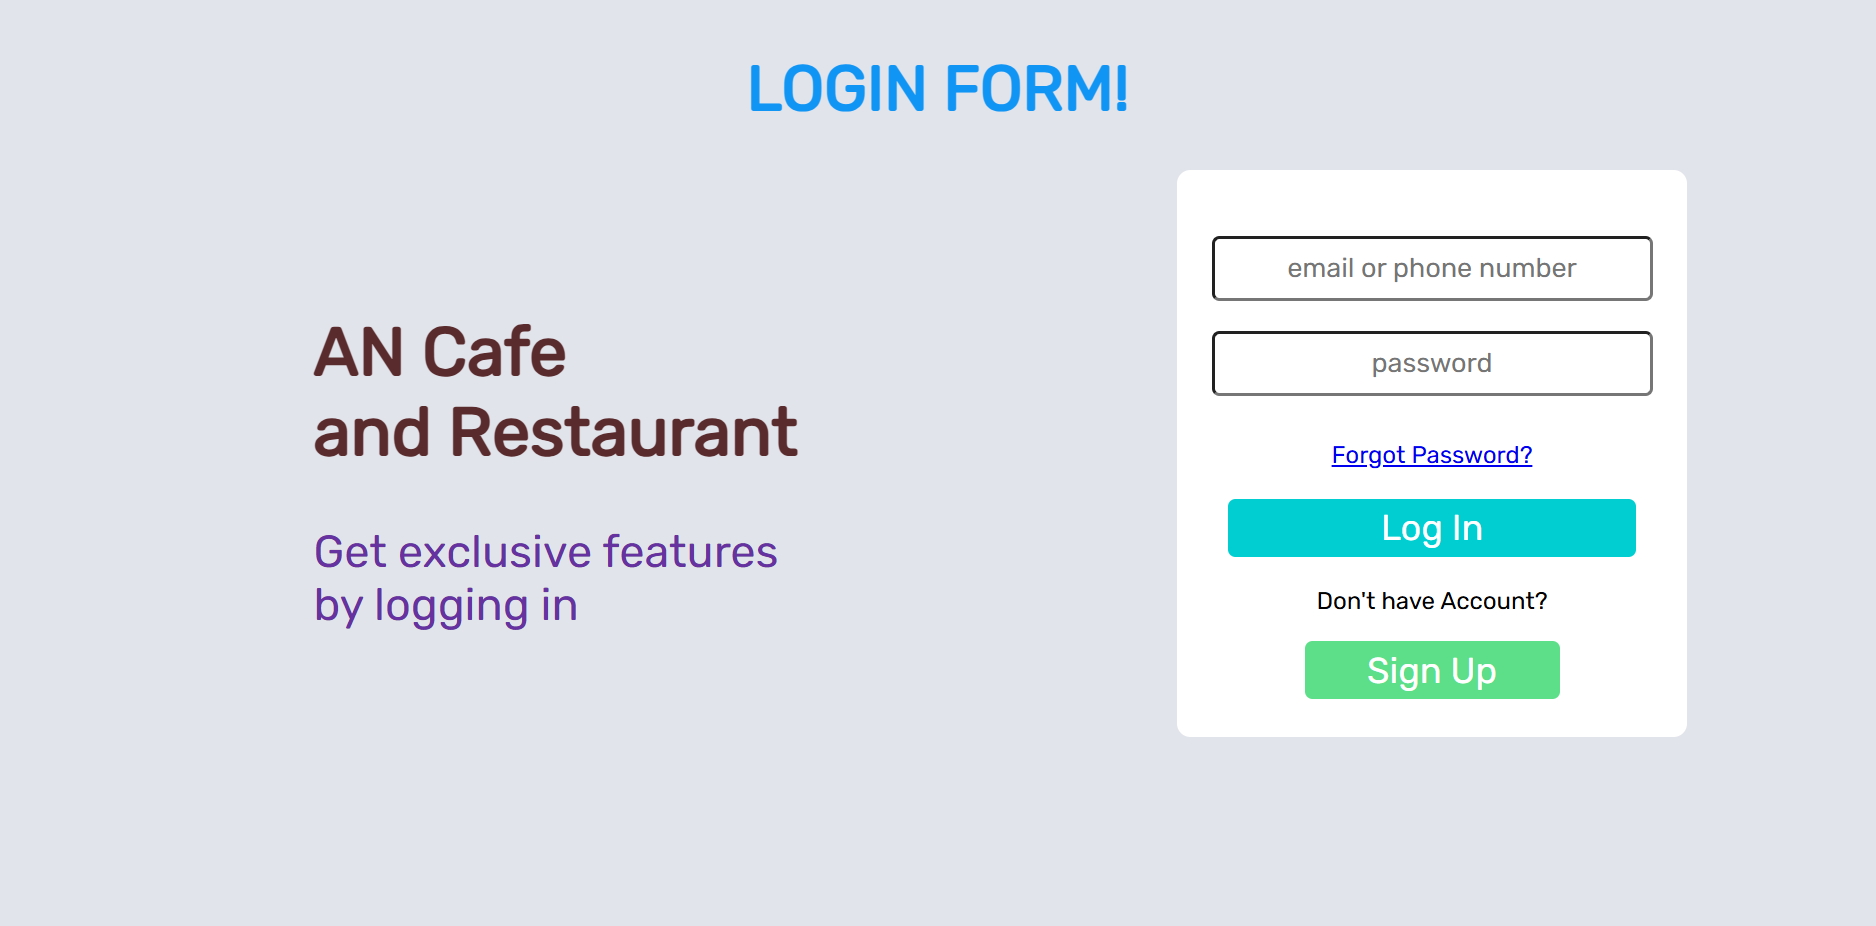 LOGIN FORM!
AN Cafe
and Restaurant
Get exclusive features
by logging in
email or phone number
password
Forgot Password?
Log In
Don't have Account?
Sign Up